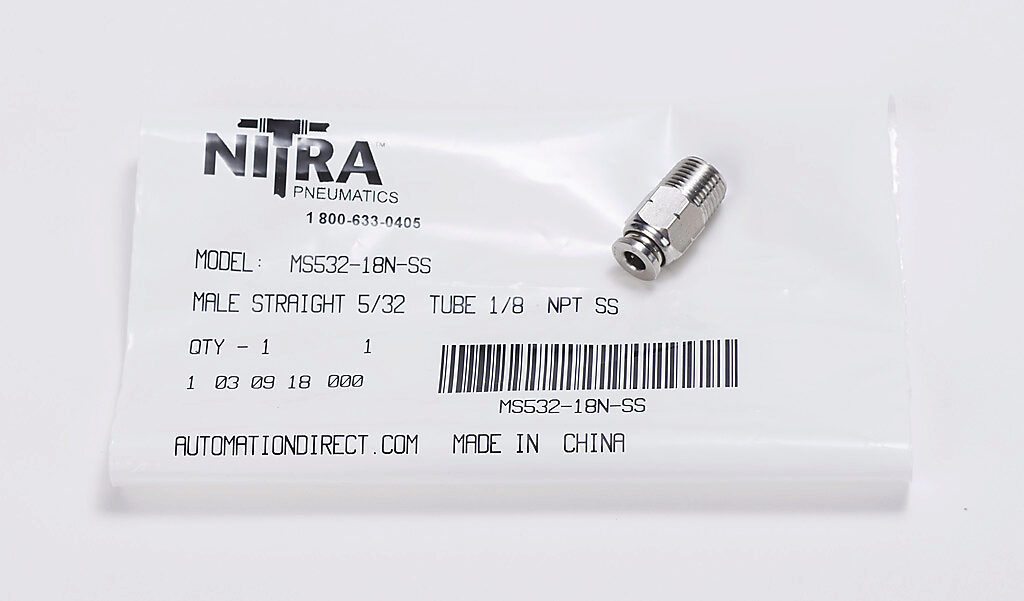 NITRA™
PNEUMATICS
1 800-633-0405
MODEL: MS532-18N-SS
MALE STRAIGHT 5/32 TUBE 1/8 NPT SS
QTY - 1 1
1 03 09 18 000
MS532-18N-SS
AUTOMATIONDIRECT.COM MADE IN CHINA